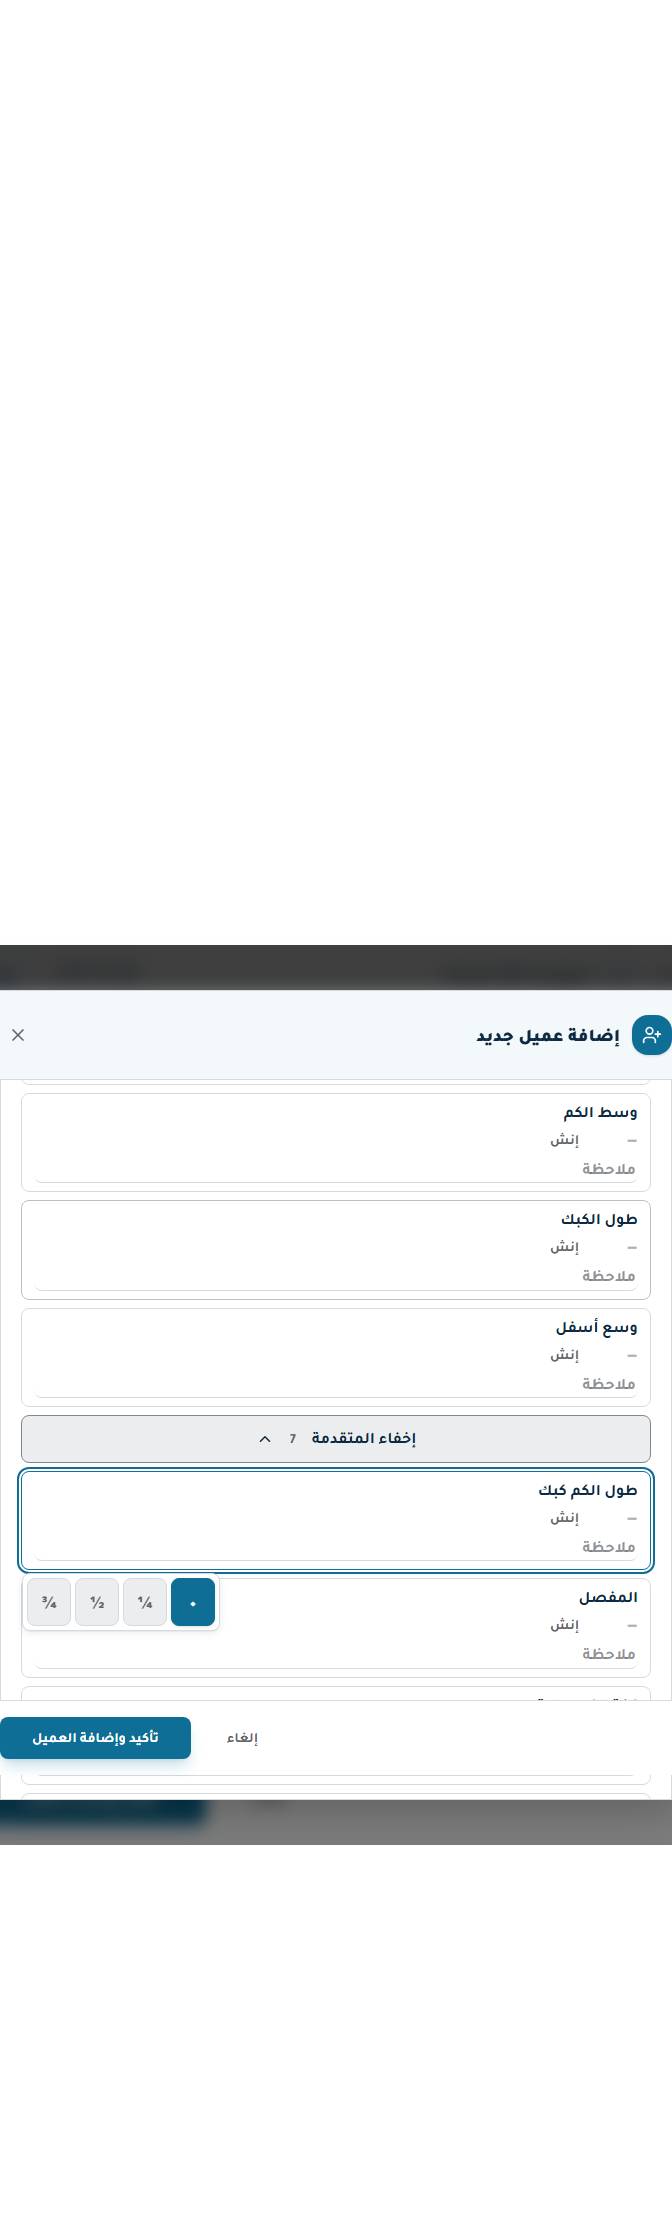 إضافة عميل جديد
وسط الكم
–
إنش
ملاحظة
طول الكبك
–
إنش
ملاحظة
وسع أسفل
–
إنش
ملاحظة
إخفاء المتقدمة 7
طول الكم كبك
–
إنش
ملاحظة
٠ ¼ ½ ¾
المفصل
–
إنش
ملاحظة
إلغاء
تأكيد وإضافة العميل